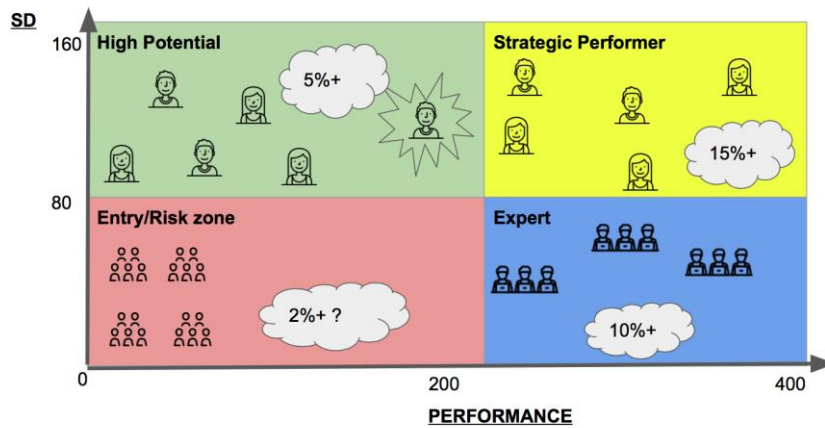 SD
160
High Potential
5%+
Strategic Performer
15%+
80
Entry/Risk zone
2%+ ?
Expert
10%+
0
200
400
PERFORMANCE